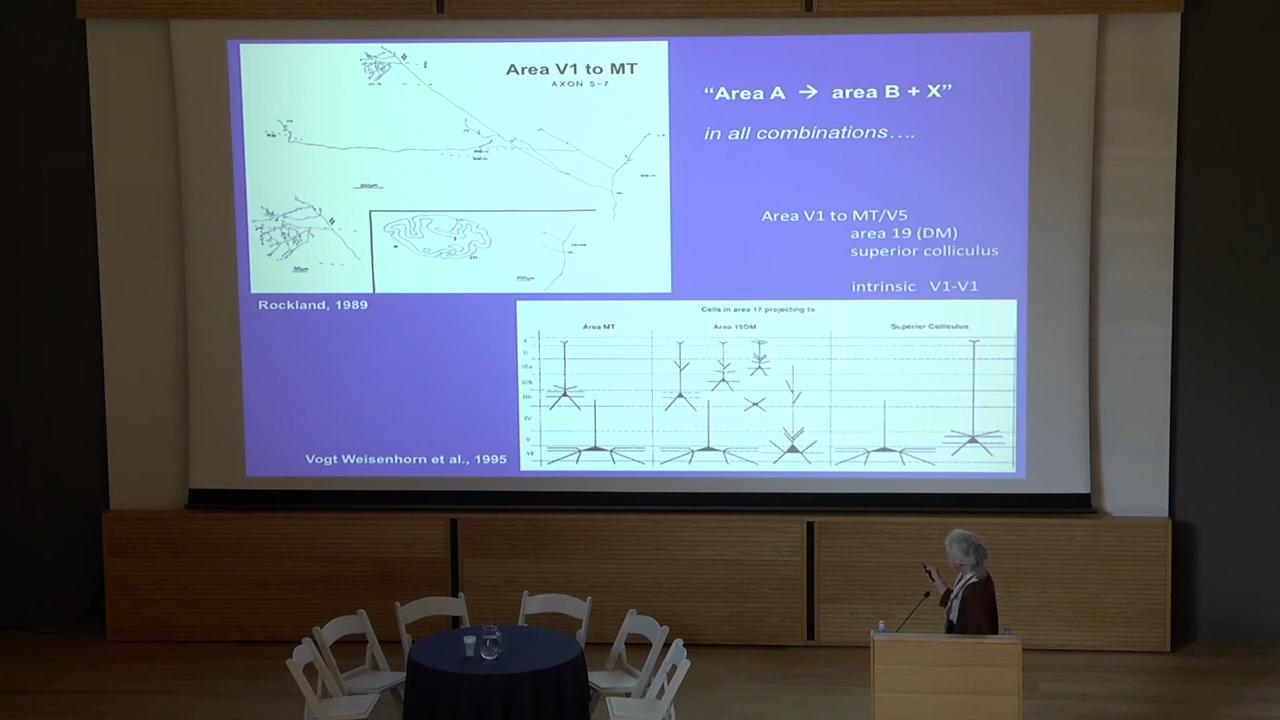 Area V1 to MT
AXON 5-7
"Area A → area B + X"
in all combinations....
Area V1 to MT/V5
area 19 (DM)
superior colliculus
intrinsic V1-V1
Rockland, 1989
Cells in area 17 projecting to
Area MT
Area 19DM
Superior Colliculus
Vogt Weisenhorn et al., 1995